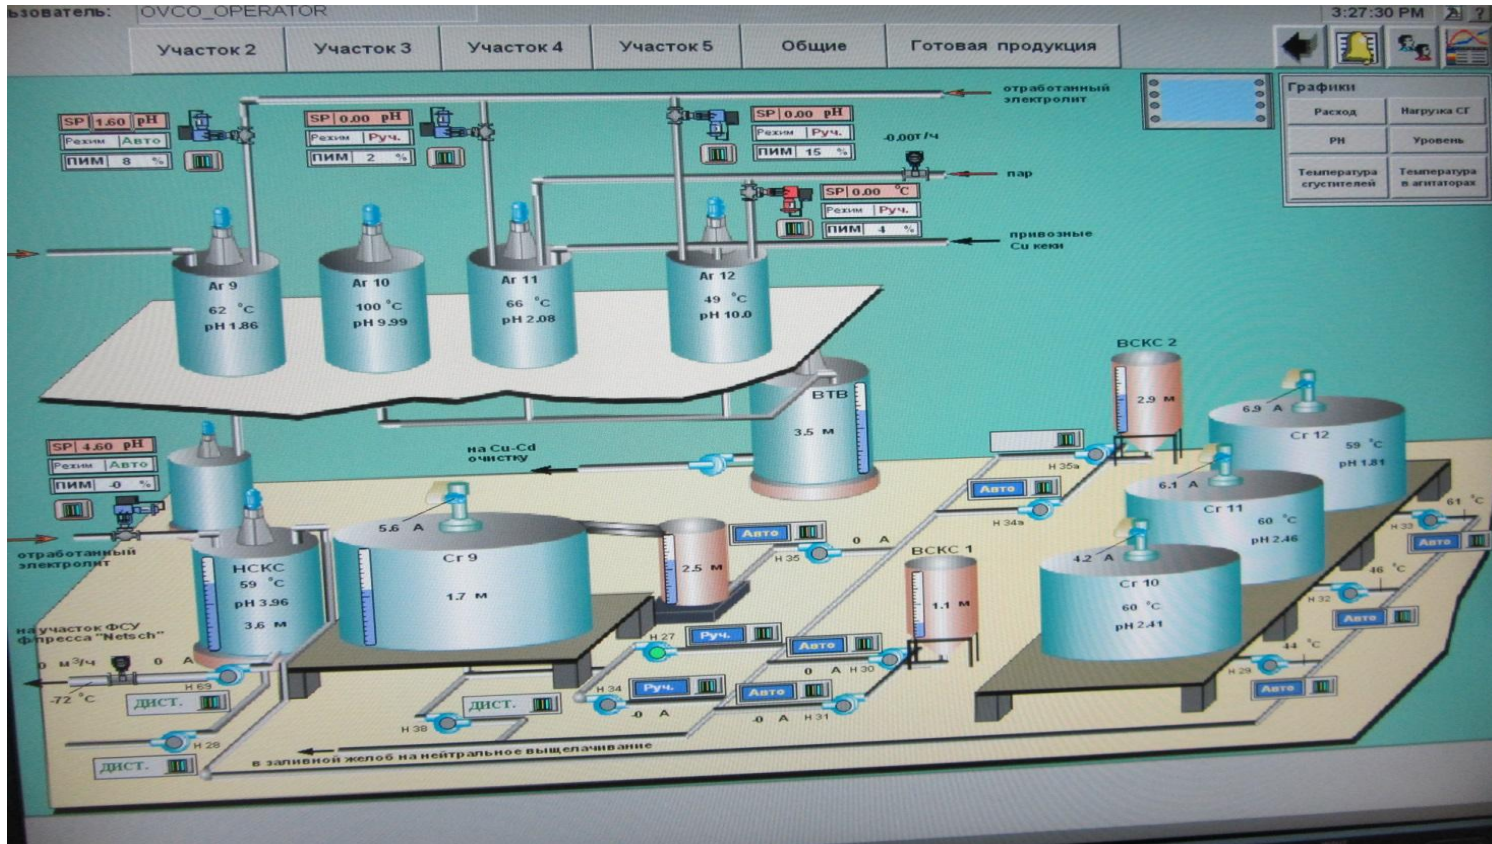 ьзователь: OVCO_OPERATOR
3:27:30 PM
?
Участок 2
Участок 3
Участок 4
Участок 5
Общие
Готовая продукция
Графики
Расход
Нагрузка СГ
PH
Уровень
Температура сгустителей
Температура в агитаторах
отработанный
электролит
SP 1.60 pH
Режим Авто
ПИМ 8 %
SP 0.00 pH
Режим Руч.
ПИМ 2 %
SP 0.00 pH
Режим Руч.
ПИМ 15 %
-0.00т/ч
пар
SP 0.00 °C
Режим Руч.
ПИМ 4 %
привозные
Cu кеки
Аг 9
62 °C
pH 1.86
Аг 10
100 °C
pH 9.99
Аг 11
66 °C
pH 2.08
Аг 12
49 °C
pH 10.0
ВТВ
3.5 м
на Cu-Cd
очистку
SP 4.60 pH
Режим Авто
ПИМ -0 %
отработанный
электролит
НСКС
59 °C
pH 3.96
3.6 м
5.6 А
Сг 9
1.7 м
2.5 м
Авто
Н 35
0 А
ВСКС 2
2.9 м
Н 35а
Авто
Н 34а
6.9 А
Сг 12
59 °C
pH 1.81
6.1 А
Сг 11
60 °C
pH 2.46
4.2 А
Сг 10
60 °C
pH 2.41
61 °C
Н 33
Авто
46 °C
Н 32
Авто
44 °C
Н 29
Авто
ВСКС 1
1.1 м
Н 27
Руч.
Авто
0 А
Н 30
Н 34
Руч.
-0 А
Авто
-0 А
Н 31
на участок ФСУ
ф/пресса "Netsch"
0 м3/ч
0 А
-72 °C
Н 69
ДИСТ.
Н 38
ДИСТ.
Н 28
ДИСТ.
в заливной желоб на нейтральное выщелачивание